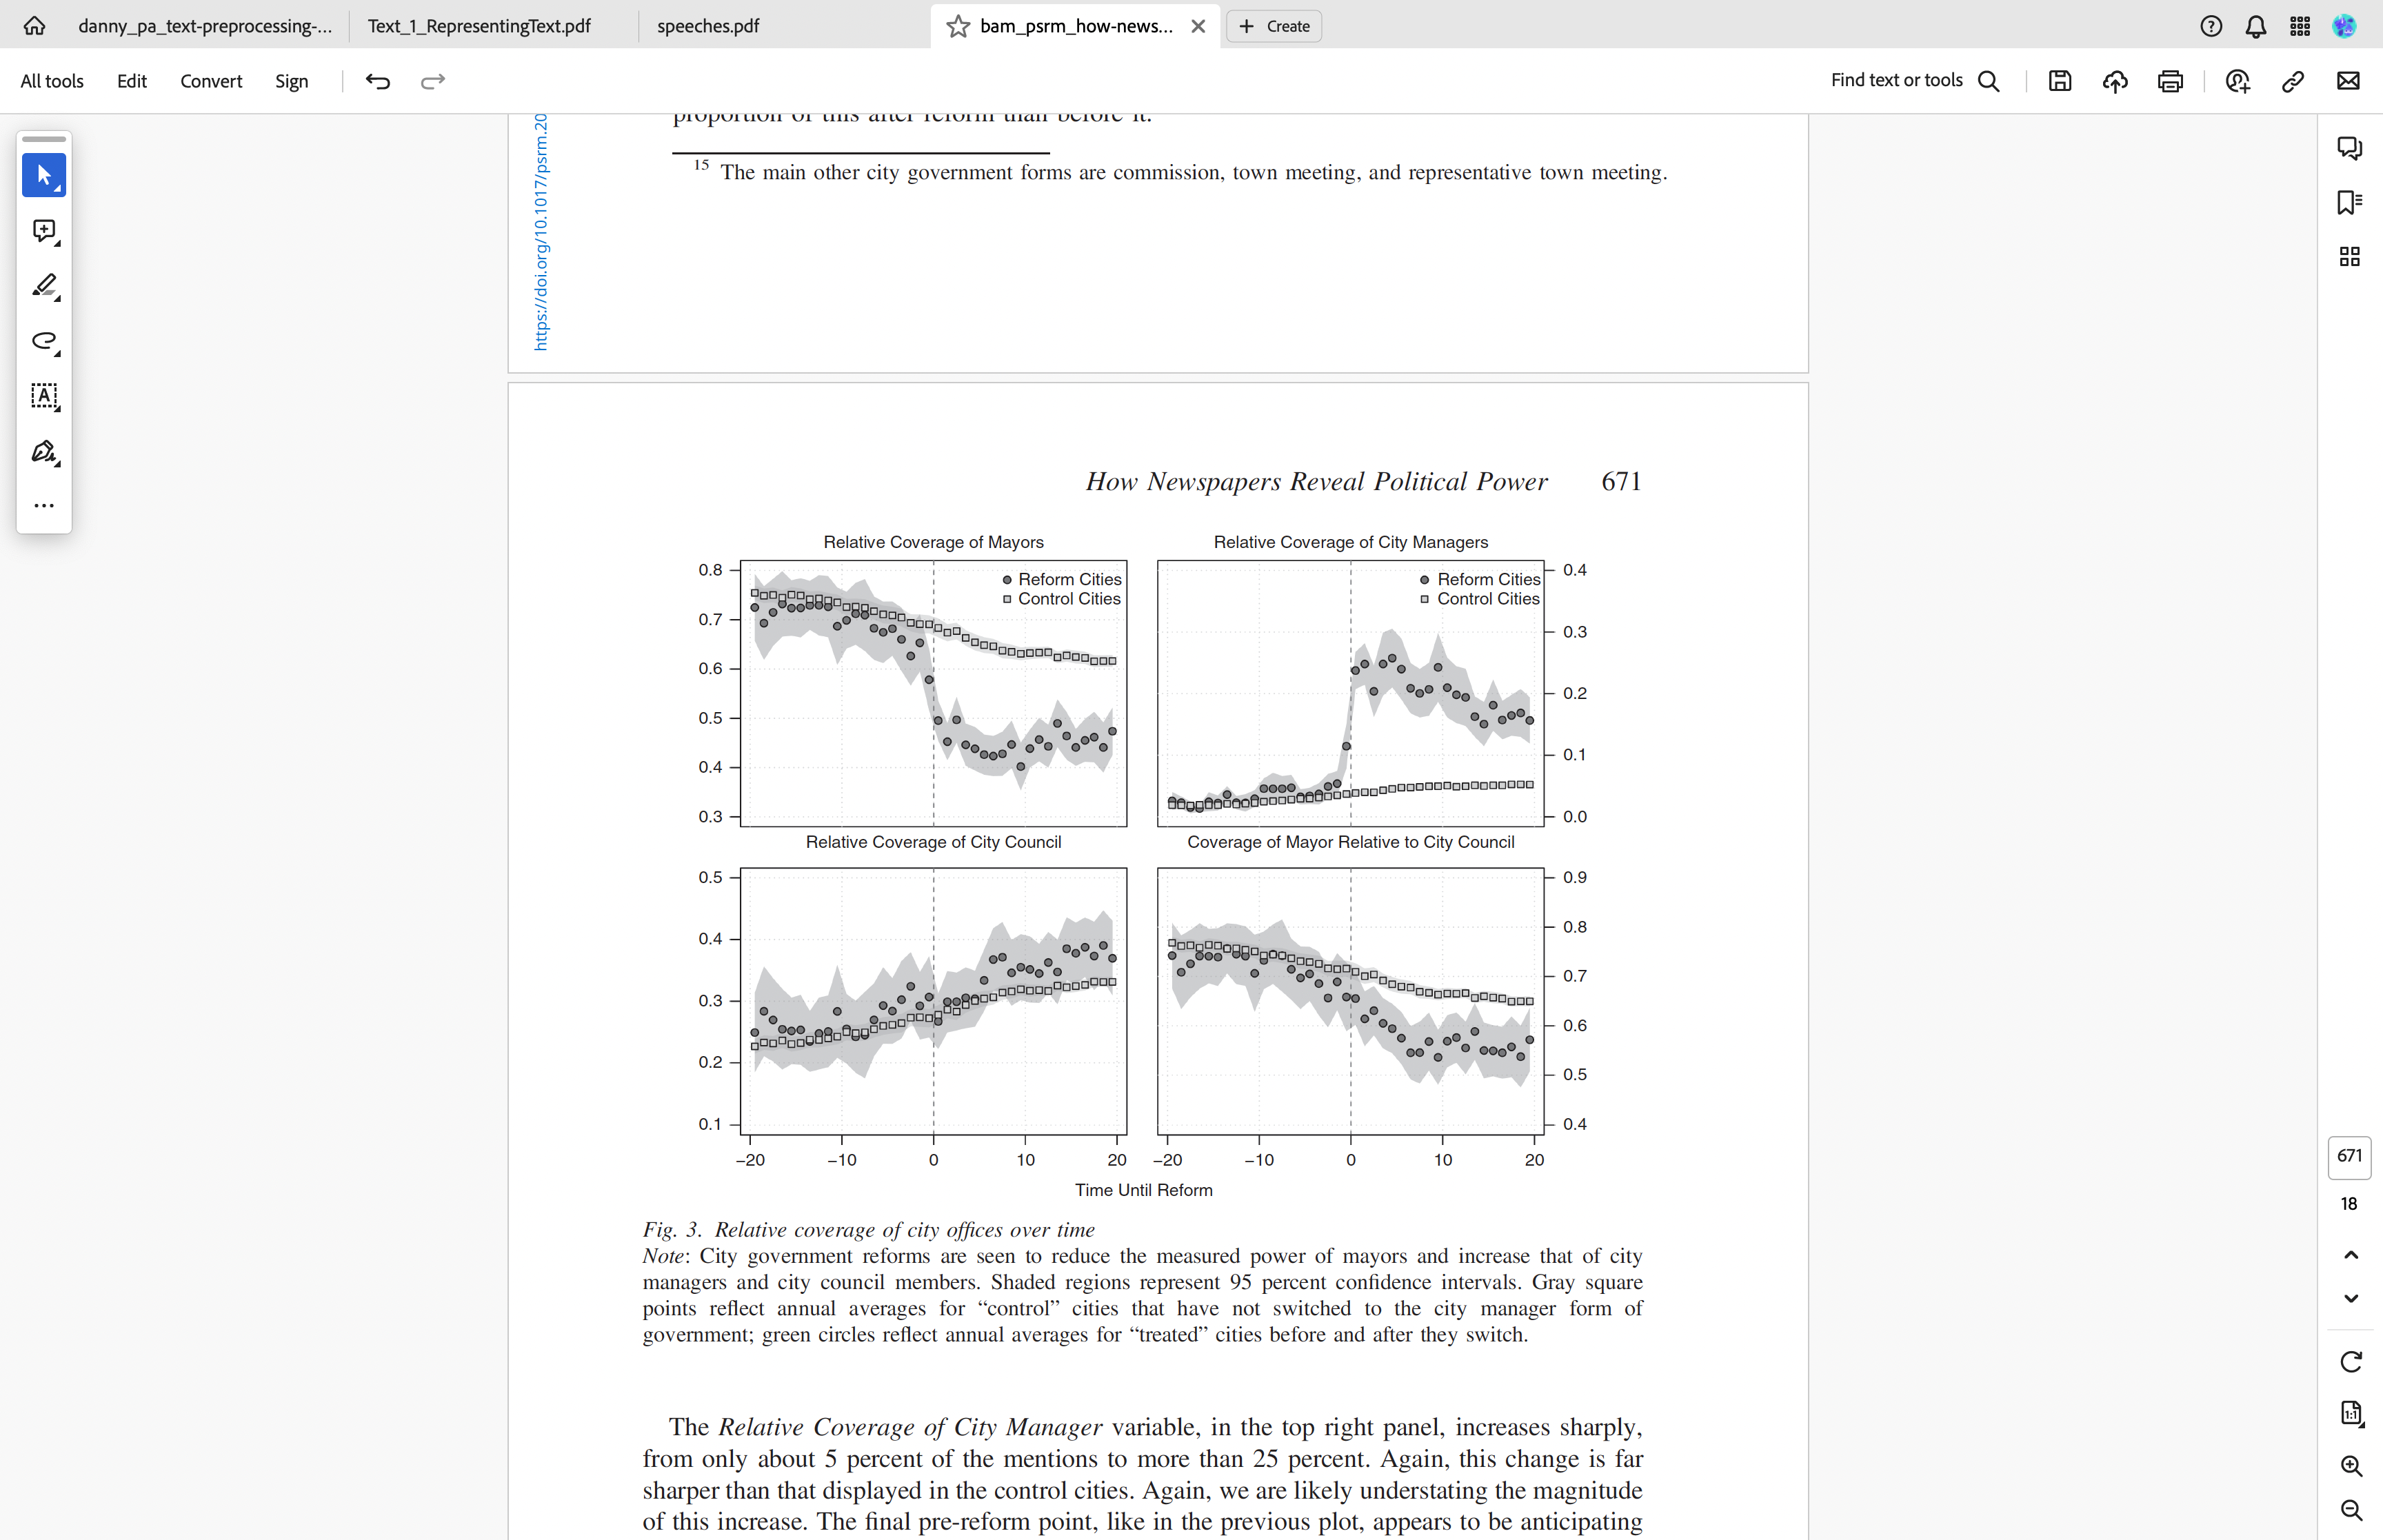 danny_pa_text-preprocessing-...
Text_1_RepresentingText.pdf
speeches.pdf
bam_psrm_how-news...
Create
All tools
Edit
Convert
Sign
Find text or tools
proportion of this after reform than before it.
15 The main other city government forms are commission, town meeting, and representative town meeting.
https://doi.org/10.1017/psrm.20
How Newspapers Reveal Political Power 671
Relative Coverage of Mayors
0.8
0.7
0.6
0.5
0.4
0.3
Reform Cities
Control Cities
Relative Coverage of City Managers
Reform Cities
Control Cities
0.4
0.3
0.2
0.1
0.0
Relative Coverage of City Council
0.5
0.4
0.3
0.2
0.1
−20 −10 0 10 20
Coverage of Mayor Relative to City Council
0.9
0.8
0.7
0.6
0.5
0.4
−20 −10 0 10 20
Time Until Reform
Fig. 3. Relative coverage of city offices over time
Note: City government reforms are seen to reduce the measured power of mayors and increase that of city
managers and city council members. Shaded regions represent 95 percent confidence intervals. Gray square
points reflect annual averages for “control” cities that have not switched to the city manager form of
government; green circles reflect annual averages for “treated” cities before and after they switch.
The Relative Coverage of City Manager variable, in the top right panel, increases sharply,
from only about 5 percent of the mentions to more than 25 percent. Again, this change is far
sharper than that displayed in the control cities. Again, we are likely understating the magnitude
of this increase. The final pre-reform point, like in the previous plot, appears to be anticipating
671
18
1:1